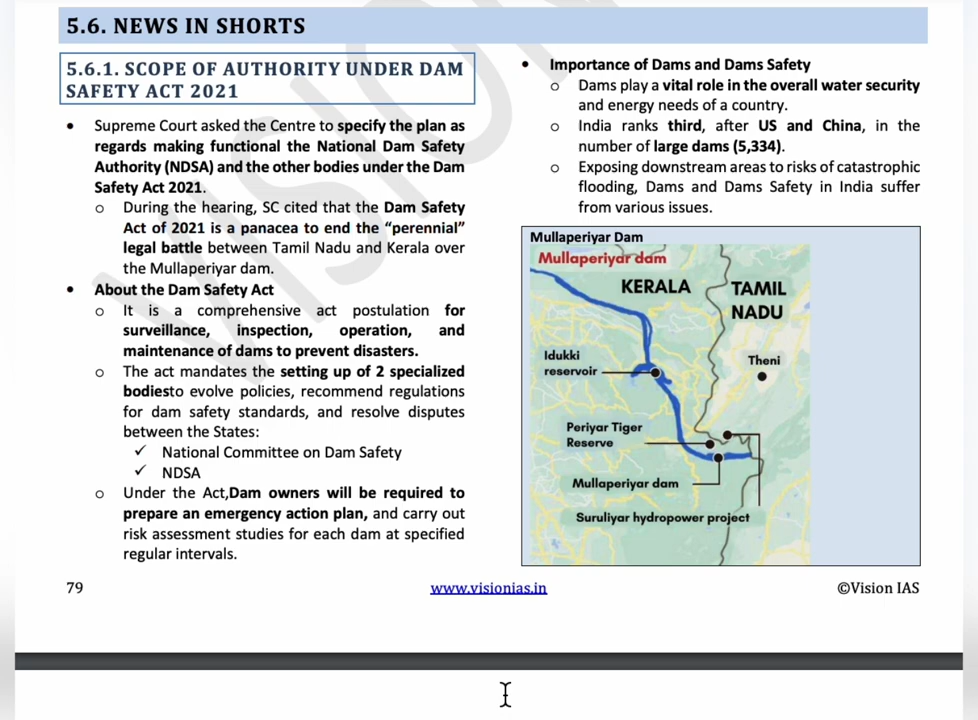 5.6. NEWS IN SHORTS
5.6.1. SCOPE OF AUTHORITY UNDER DAM
SAFETY ACT 2021
• Supreme Court asked the Centre to specify the plan as
regards making functional the National Dam Safety
Authority (NDSA) and the other bodies under the Dam
Safety Act 2021.
o During the hearing, SC cited that the Dam Safety
Act of 2021 is a panacea to end the “perennial”
legal battle between Tamil Nadu and Kerala over
the Mullaperiyar dam.
• About the Dam Safety Act
o It is a comprehensive act postulation for
surveillance, inspection, operation, and
maintenance of dams to prevent disasters.
o The act mandates the setting up of 2 specialized
bodiesto evolve policies, recommend regulations
for dam safety standards, and resolve disputes
between the States:
✓ National Committee on Dam Safety
✓ NDSA
o Under the Act,Dam owners will be required to
prepare an emergency action plan, and carry out
risk assessment studies for each dam at specified
regular intervals.
• Importance of Dams and Dams Safety
o Dams play a vital role in the overall water security
and energy needs of a country.
o India ranks third, after US and China, in the
number of large dams (5,334).
o Exposing downstream areas to risks of catastrophic
flooding, Dams and Dams Safety in India suffer
from various issues.
Mullaperiyar Dam
Mullaperiyar dam
KERALA
TAMIL
NADU
Idukki
reservoir
Theni
Periyar Tiger
Reserve
Mullaperiyar dam
Suruliyar hydropower project
79
www.visionias.in
©Vision IAS
VISION